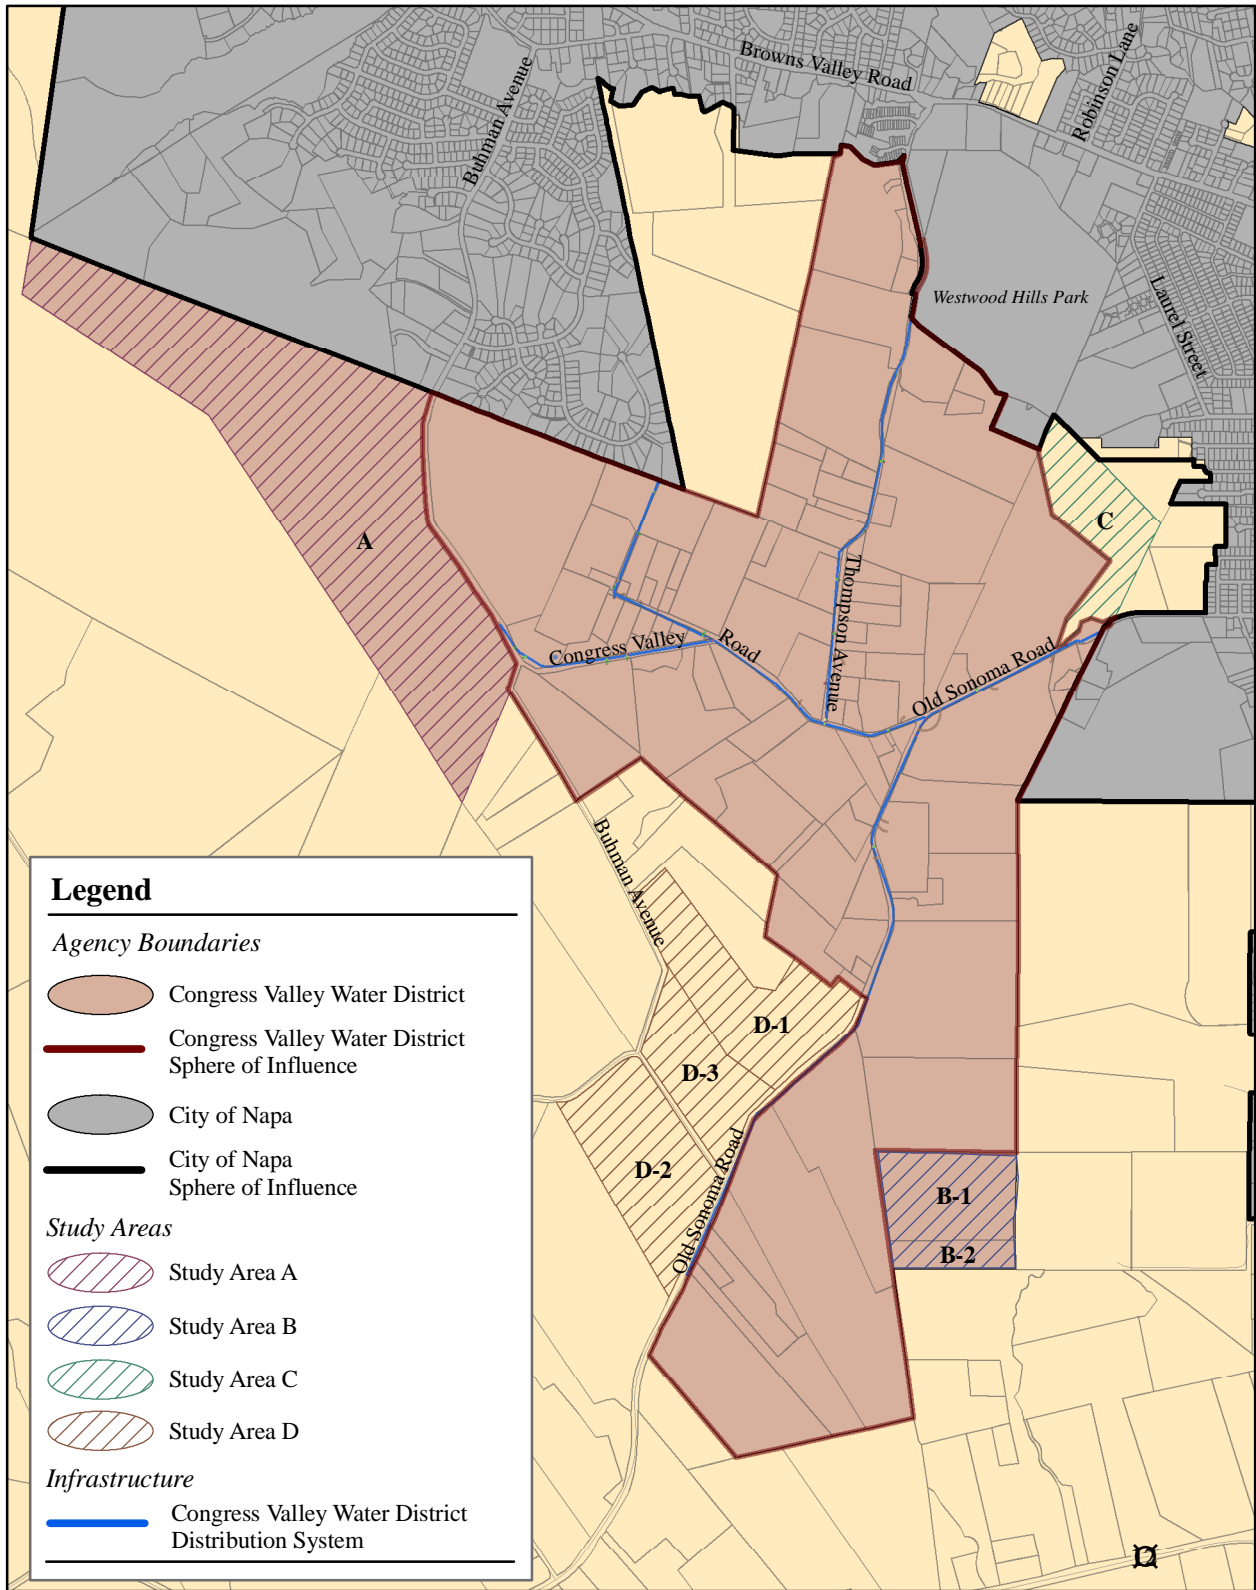 Browns Valley Road
Robinson Lane
Buhman Avenue
Westwood Hills Park
Laurel Street
A
C
Thompson Avenue
Congress Valley Road
Old Sonoma Road
Buhman Avenue
D-1
D-3
D-2
Old Sonoma Road
B-1
B-2
Legend
Agency Boundaries
Congress Valley Water District
Congress Valley Water District
Sphere of Influence
City of Napa
City of Napa
Sphere of Influence
Study Areas
Study Area A
Study Area B
Study Area C
Study Area D
Infrastructure
Congress Valley Water District
Distribution System